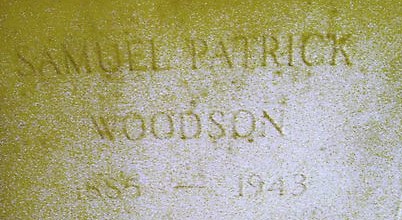 SAMUEL PATRICK
WOODSON
1885 — 1943